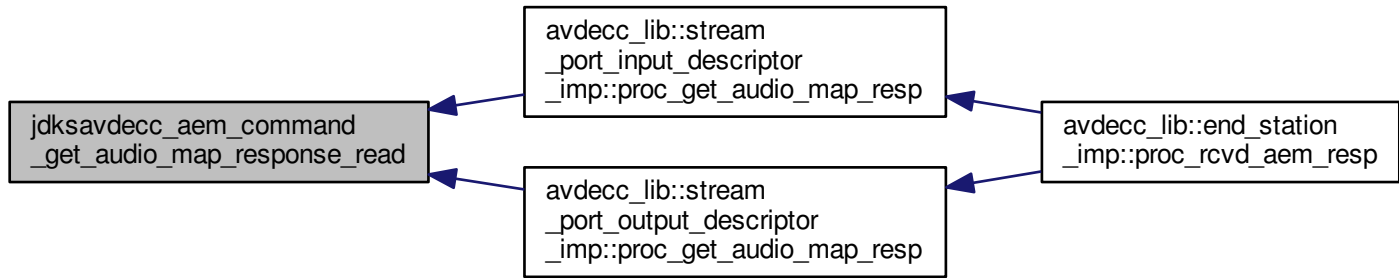 jdksavdecc_aem_command
_get_audio_map_response_read
avdecc_lib::stream
_port_input_descriptor
_imp::proc_get_audio_map_resp
avdecc_lib::stream
_port_output_descriptor
_imp::proc_get_audio_map_resp
avdecc_lib::end_station
_imp::proc_rcvd_aem_resp